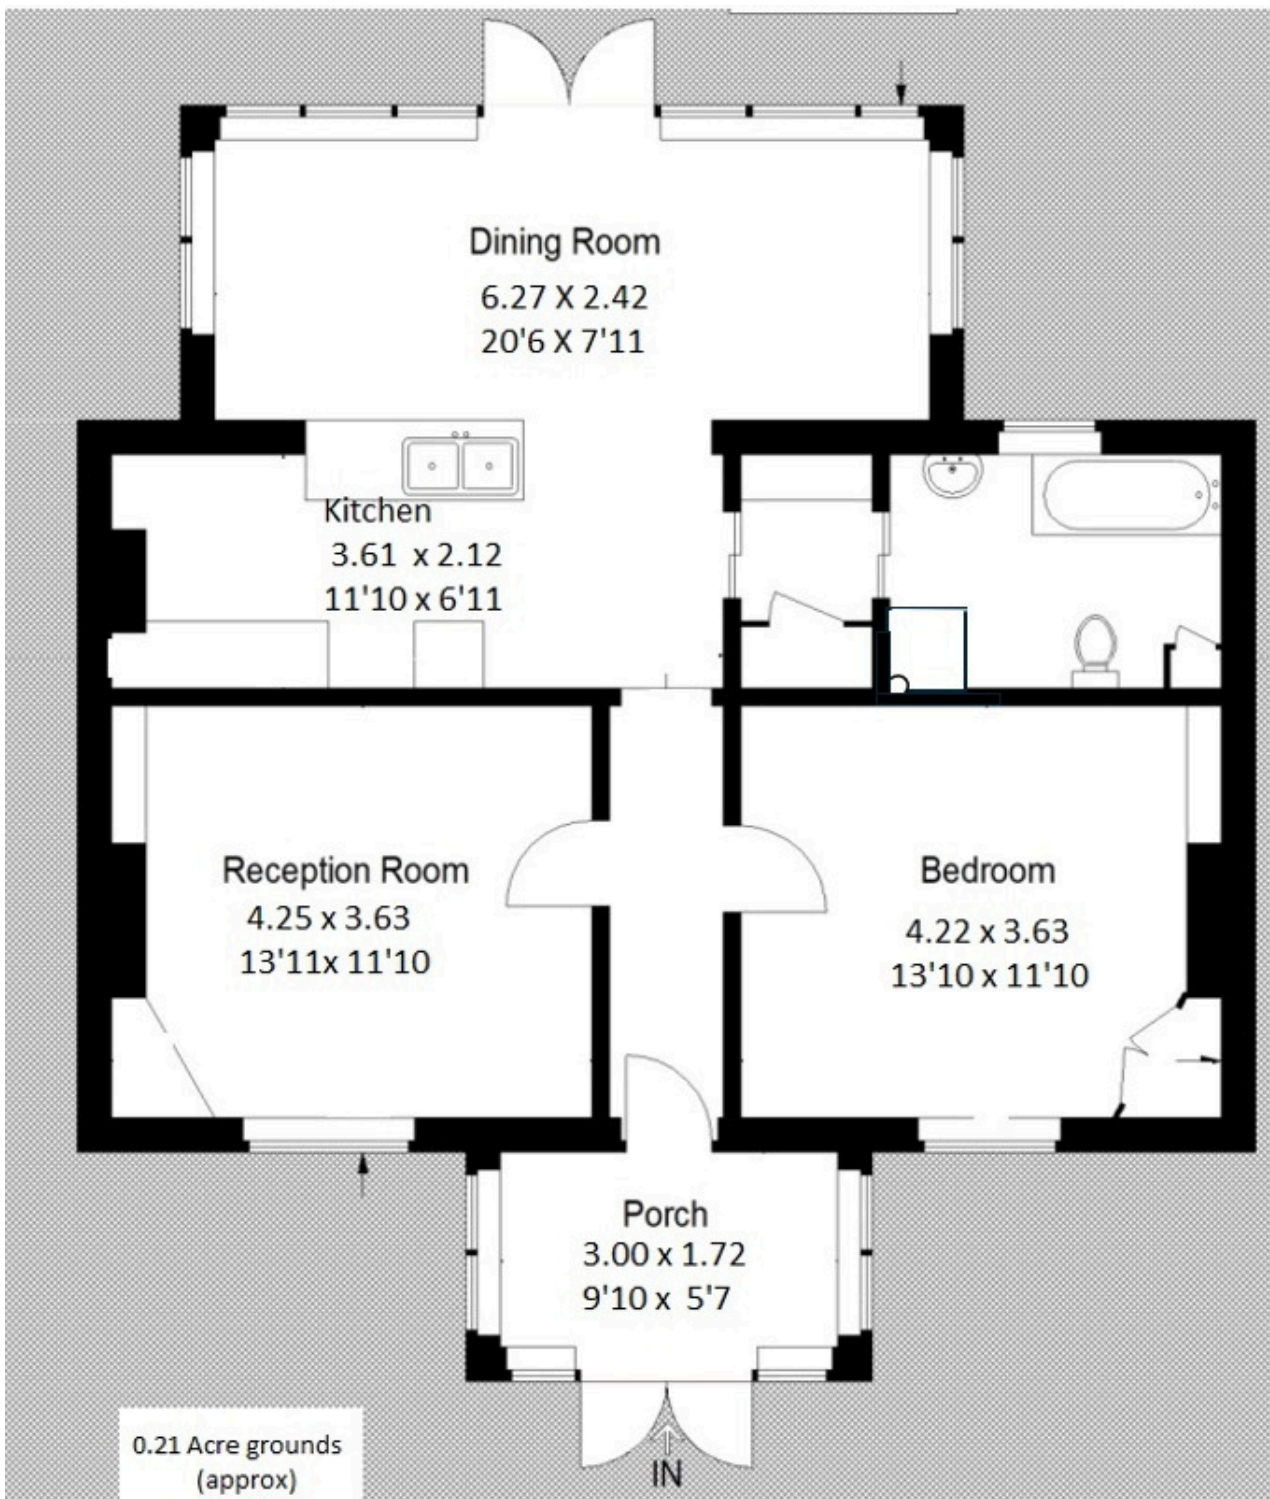 Dining Room
6.27 X 2.42
20'6 X 7'11
Kitchen
3.61 x 2.12
11'10 x 6'11
Reception Room
4.25 x 3.63
13'11x 11'10
Bedroom
4.22 x 3.63
13'10 x 11'10
Porch
3.00 x 1.72
9'10 x 5'7
IN
0.21 Acre grounds
(approx)